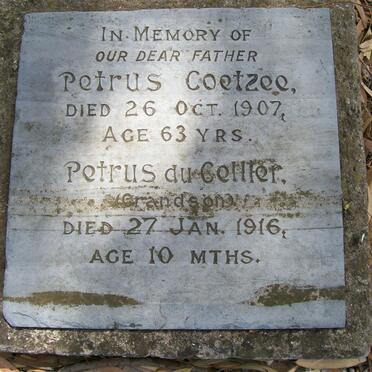 IN MEMORY OF
OUR DEAR FATHER
Petrus Coetzee,
DIED 26 OCT. 1907,
AGE 63 YRS.
Petrus du Cellier.
(Grandson)
DIED 27 JAN. 1916,
AGE 10 MTHS.